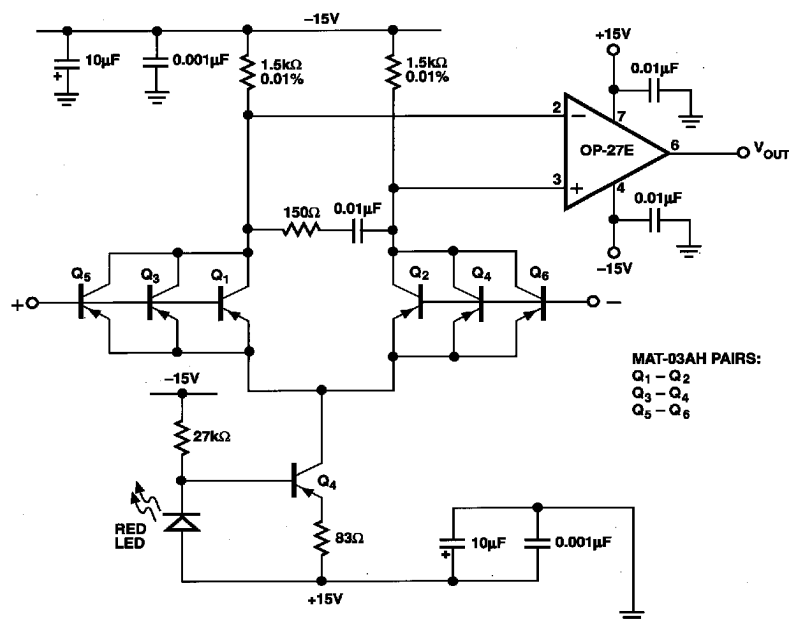 –15V
10μF
0.001μF
1.5kΩ
0.01%
1.5kΩ
0.01%
+15V
0.01μF
2
–
7
OP-27E
6
VOUT
3
+
4
0.01μF
–15V
150Ω
0.01μF
Q5
Q3
Q1
Q2
Q4
Q6
+
–
MAT-03AH PAIRS:
Q1 – Q2
Q3 – Q4
Q5 – Q6
–15V
27kΩ
Q4
RED
LED
83Ω
10μF
0.001μF
+
+15V
+